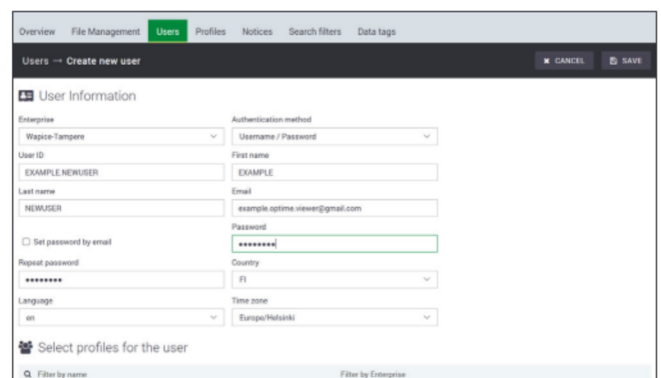 Overview File Management Users Profiles Notices Search filters Data tags
Users → Create new user ✖ CANCEL SAVE
User Information
Enterprise Authentication method
Wapice-Tampere Username / Password
User ID First name
EXAMPLE.NEWUSER EXAMPLE
Last name Email
NEWUSER example.optime.viewer@gmail.com
Password
Set password by email ••••••••
Repeat password Country
•••••••• FI
Language Time zone
en Europe/Helsinki
Select profiles for the user
Filter by name Filter by Enterprise